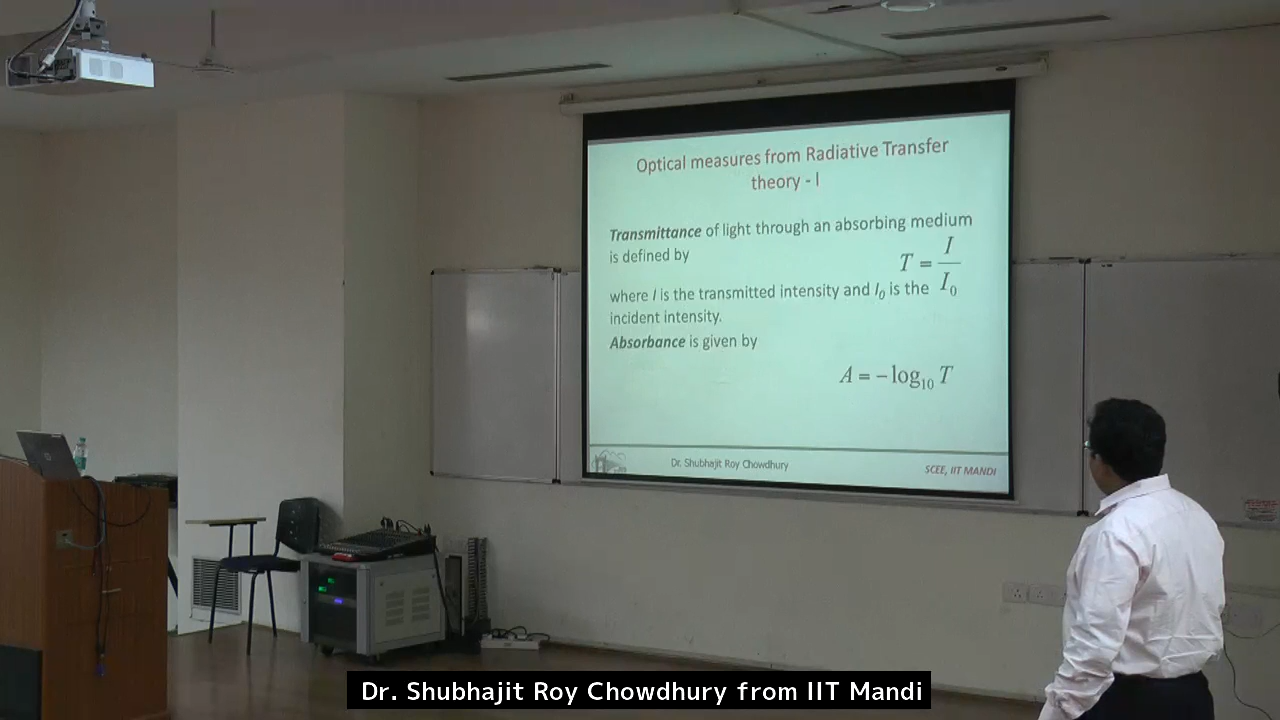 Optical measures from Radiative Transfer
theory - I
Transmittance of light through an absorbing medium
is defined by
T = I / I₀
where I is the transmitted intensity and I₀ is the
incident intensity.
Absorbance is given by
A = −log₁₀ T
Dr. Shubhajit Roy Chowdhury
SCEE, IIT MANDI
Dr. Shubhajit Roy Chowdhury from IIT Mandi